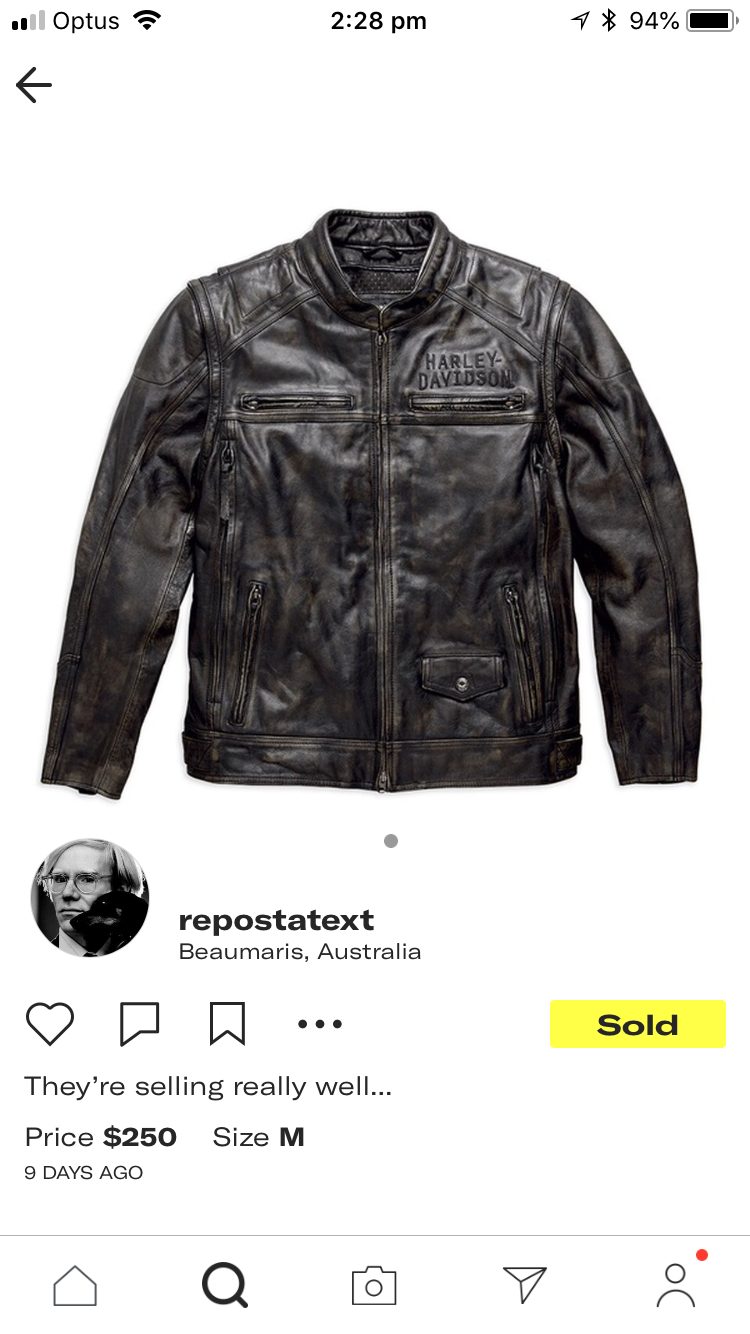 Optus 2:28 pm 94%
HARLEY-
DAVIDSON
repostatext
Beaumaris, Australia
Sold
They’re selling really well...
Price $250 Size M
9 DAYS AGO